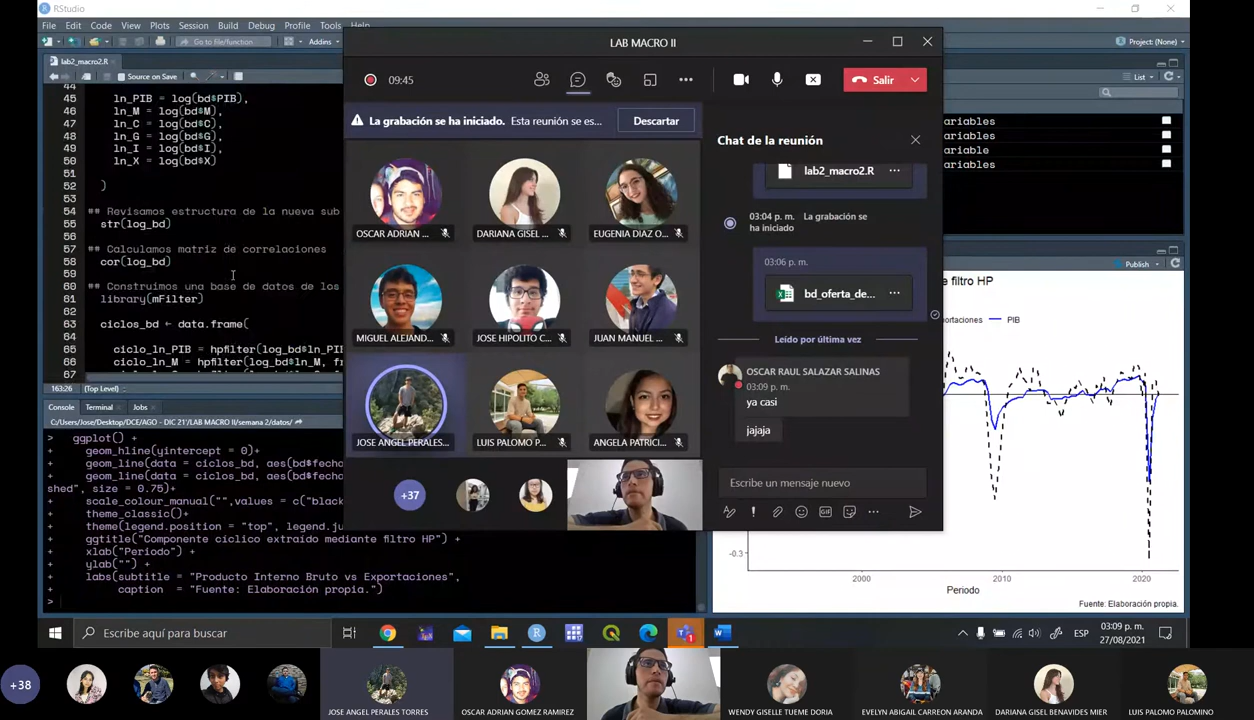 RStudio
File Edit Code View Plots Session Build Debug Profile Tools Help
Go to file/function
Addins
Project: (None)
lab2_macro2.R
Source on Save
45 ln_PIB = log(bd$PIB),
46 ln_M = log(bd$M),
47 ln_C = log(bd$C),
48 ln_G = log(bd$G),
49 ln_I = log(bd$I),
50 ln_X = log(bd$X)
51
52 )
53
54 ## Revisamos estructura de la nueva sub
55 str(log_bd)
56
57 ## Calculamos matriz de correlaciones
58 cor(log_bd)
59
60 ## Construimos una base de datos de los
61 library(mFilter)
62
63 ciclos_bd ← data.frame(
64
65 ciclo_ln_PIB = hpfilter(log_bd$ln_PIB
66 ciclo_ln_M = hpfilter(log_bd$ln_M, fr
67
163:26 (Top Level)
Console Terminal Jobs
C:/Users/Jose/Desktop/DCE/AGO - DIC 21/LAB MACRO II/semana 2/datos/
> ggplot() +
+ geom_hline(yintercept = 0)+
+ geom_line(data = ciclos_bd, aes(bd$fecha
+ geom_line(data = ciclos_bd, aes(bd$fecha
+ shed", size = 0.75)+
+ scale_colour_manual("",values = c("black
+ theme_classic()+
+ theme(legend.position = "top", legend.ju
+ ggtitle("Componente cíclico extraído mediante filtro HP") +
+ xlab("Periodo") +
+ ylab("") +
+ labs(subtitle = "Producto Interno Bruto vs Exportaciones",
+ caption = "Fuente: Elaboración propia.")
>
LAB MACRO II
09:45
Salir
La grabación se ha iniciado. Esta reunión se es...
Descartar
OSCAR ADRIAN ...
DARIANA GISEL ...
EUGENIA DIAZ O...
MIGUEL ALEJAND...
JOSE HIPOLITO C...
JUAN MANUEL ...
JOSE ANGEL PERALES...
LUIS PALOMO P...
ANGELA PATRICI...
+37
Chat de la reunión
lab2_macro2.R
03:04 p. m. La grabación se
ha iniciado
03:06 p. m.
bd_oferta_de...
Leído por última vez
OSCAR RAUL SALAZAR SALINAS
03:09 p. m.
ya casi
jajaja
Escribe un mensaje nuevo
GIF
List
ariables
ariables
ariable
ariables
Publish
e filtro HP
ortaciones PIB
-0.3
2000 2010 2020
Periodo
Fuente: Elaboración propia.
Escribe aquí para buscar
1
ESP
03:09 p. m.
27/08/2021
+38
JOSE ANGEL PERALES TORRES
OSCAR ADRIAN GOMEZ RAMIREZ
WENDY GISELLE TUEME DORIA
EVELYN ABIGAIL CARREON ARANDA
DARIANA GISEL BENAVIDES MIER
LUIS PALOMO PALOMINO